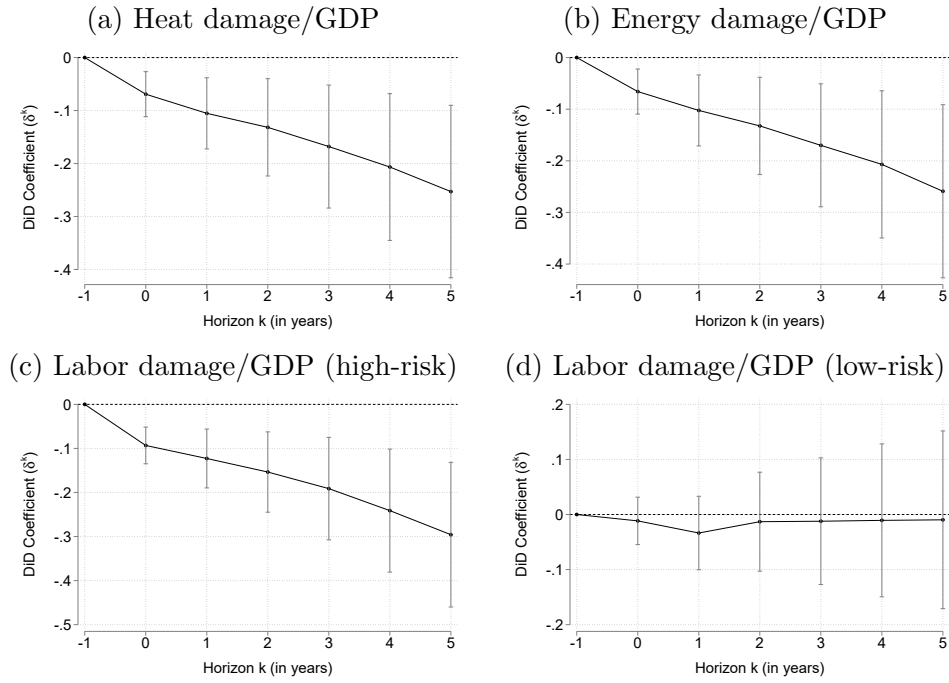 (a) Heat damage/GDP
0
-.1
-.2
-.3
-.4
DiD Coefficient (δᵏ)
-1 0 1 2 3 4 5
Horizon k (in years)
(b) Energy damage/GDP
0
-.1
-.2
-.3
-.4
DiD Coefficient (δᵏ)
-1 0 1 2 3 4 5
Horizon k (in years)
(c) Labor damage/GDP (high-risk)
0
-.1
-.2
-.3
-.4
-.5
DiD Coefficient (δᵏ)
-1 0 1 2 3 4 5
Horizon k (in years)
(d) Labor damage/GDP (low-risk)
.2
.1
0
-.1
-.2
DiD Coefficient (δᵏ)
-1 0 1 2 3 4 5
Horizon k (in years)